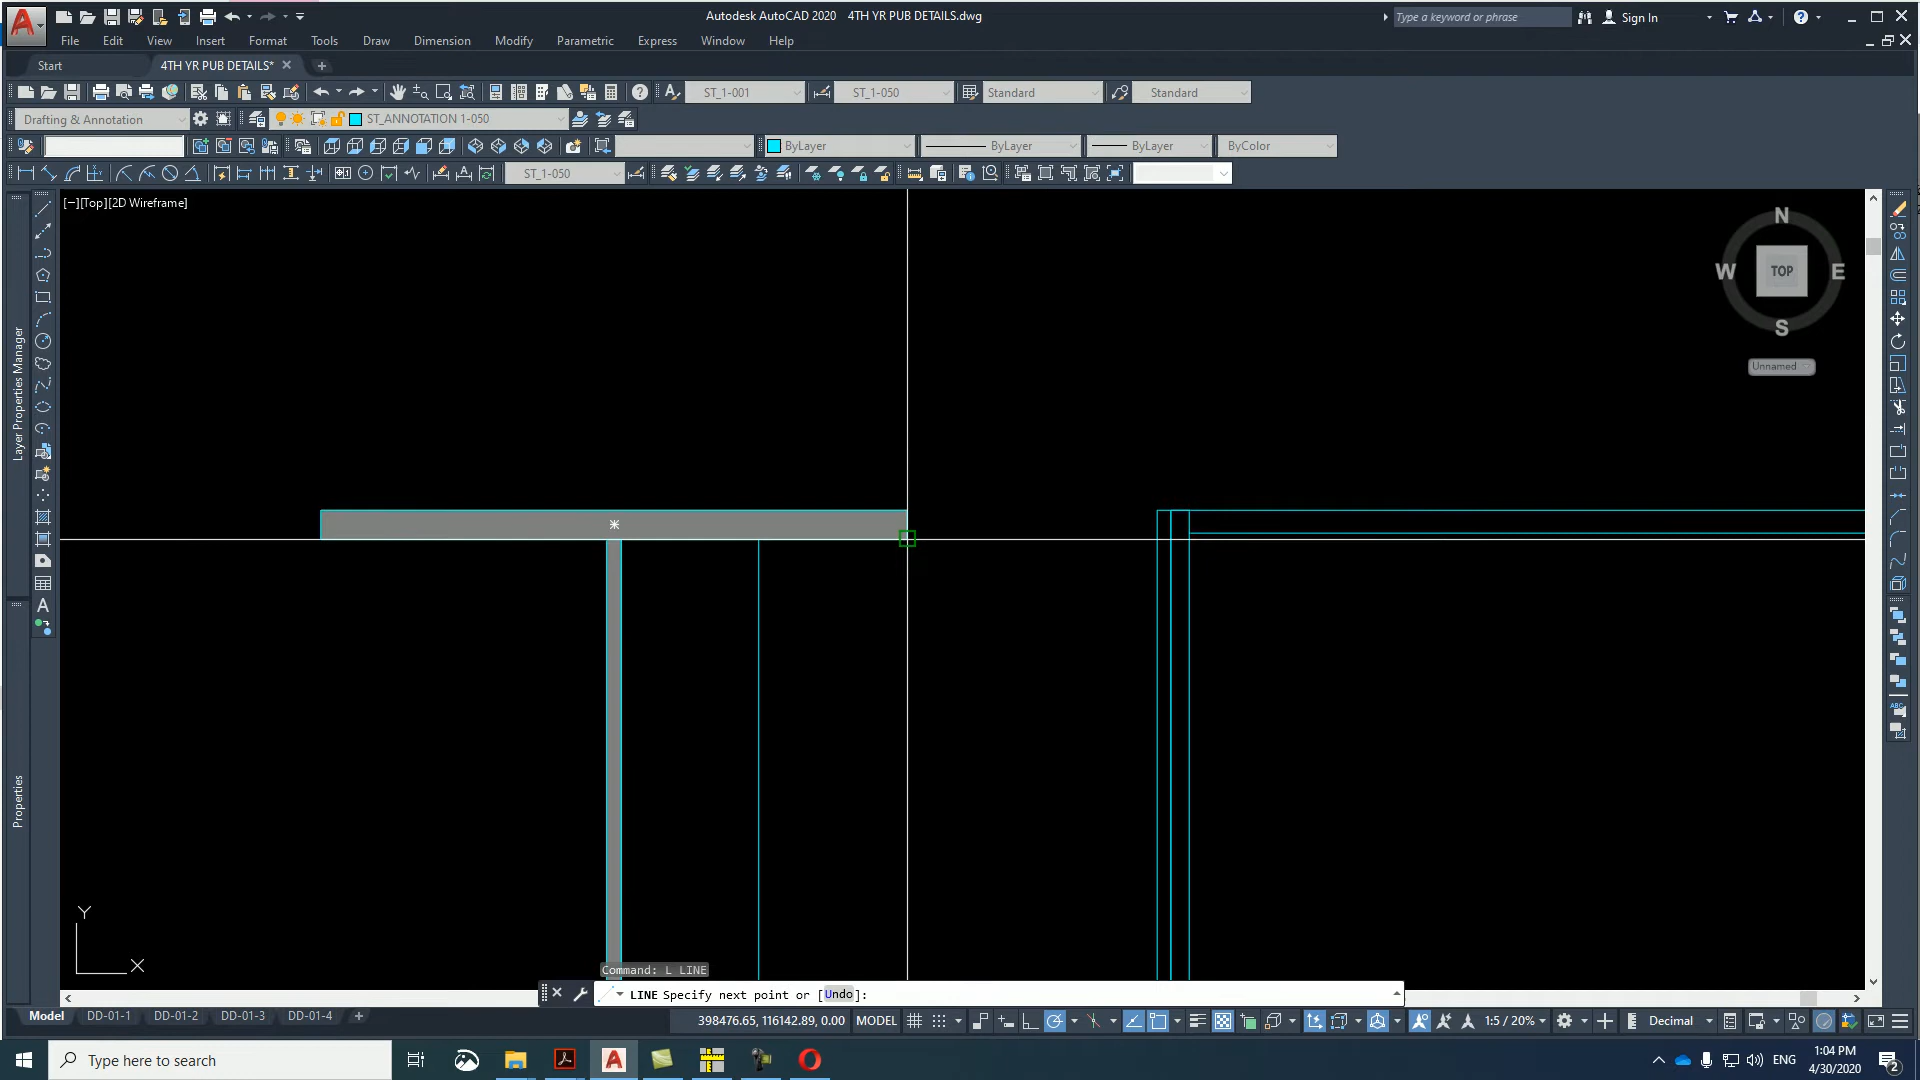 Autodesk AutoCAD 2020 4TH YR PUB DETAILS.dwg
Type a keyword or phrase
Sign In
File Edit View Insert Format Tools Draw Dimension Modify Parametric Express Window Help
Start
4TH YR PUB DETAILS*
ST_1-001
ST_1-050
Standard
Standard
Drafting & Annotation
ST_ANNOTATION 1-050
ByLayer
ByLayer
ByLayer
ByColor
ST_1-050
[−][Top][2D Wireframe]
N
W
TOP
E
S
Unnamed
Layer Properties Manager
Properties
A
ABC
Y
X
Command: L LINE
LINE Specify next point or [Undo]:
Model DD-01-1 DD-01-2 DD-01-3 DD-01-4
398476.65, 116142.89, 0.00 MODEL
1:5 / 20%
Decimal
Type here to search
ENG
1:04 PM
4/30/2020
2